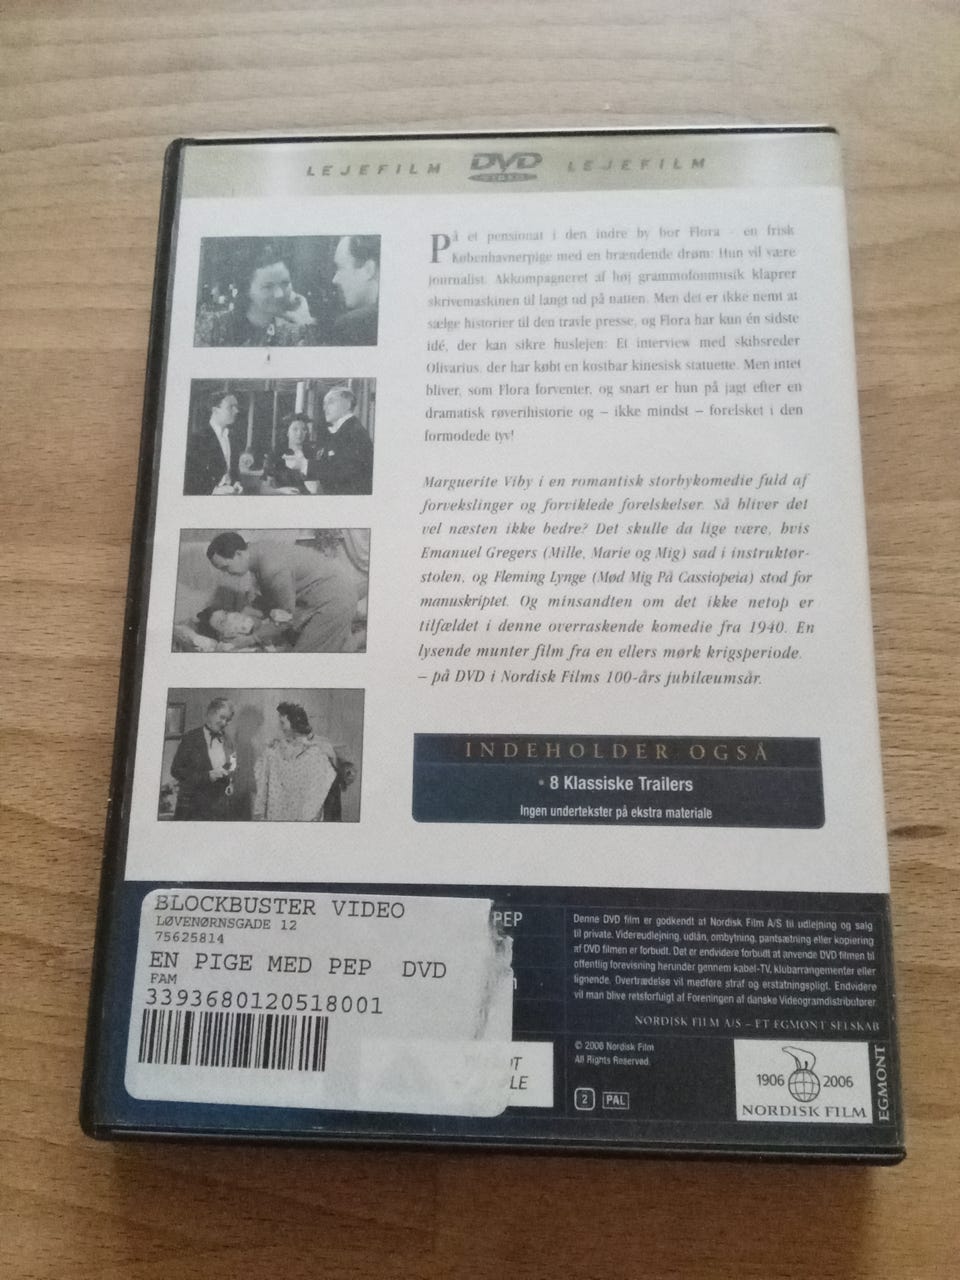 LEJEFILM DVD VIDEO LEJEFILM
På et pensionat i den indre by bor Flora - en frisk
Københavnerpige med en brændende drøm: Hun vil være
journalist. Akkompagneret af høj grammofonmusik klaprer
skrivemaskinen til langt ud på natten. Men det er ikke nemt at
sælge historier til den travle presse, og Flora har kun én sidste
idé, der kan sikre huslejen: Et interview med skibsreder
Olivarius, der har købt en kostbar kinesisk statuette. Men intet
bliver, som Flora forventer, og snart er hun på jagt efter en
dramatisk røverihistorie og – ikke mindst – forelsket i den
formodede tyv!
Marguerite Viby i en romantisk storbykomedie fuld af
forvekslinger og forviklede forelskelser. Så bliver det
vel næsten ikke bedre? Det skulle da lige være, hvis
Emanuel Gregers (Mille, Marie og Mig) sad i instruktør-
stolen, og Fleming Lynge (Mød Mig På Cassiopeia) stod for
manuskriptet. Og minsandten om det ikke netop er
tilfældet i denne overraskende komedie fra 1940. En
lysende munter film fra en ellers mørk krigsperiode.
– på DVD i Nordisk Films 100-års jubilæumsår.
INDEHOLDER OGSÅ
• 8 Klassiske Trailers
Ingen undertekster på ekstra materiale
BLOCKBUSTER VIDEO
LØVENØRNSGADE 12
75625814
EN PIGE MED PEP DVD
FAM
3393680120518001
PEP
Denne DVD film er godkendt af Nordisk Film A/S til udlejning og salg
til private. Videreudlejning, udlån, ombytning, pantsætning eller kopiering
af DVD filmen er forbudt. Det er endvidere forbudt at anvende DVD filmen til
offentlig forevisning herunder gennem kabel-TV, klubarrangementer eller
lignende. Overtrædelse vil medføre straf og erstatningspligt. Endvidere
vil man blive retsforfulgt af Foreningen af danske Videogramdistributører.
NORDISK FILM A/S – ET EGMONT SELSKAB
© 2006 Nordisk Film
All Rights Reserved.
2 PAL
1906 2006
NORDISK FILM
EGMONT